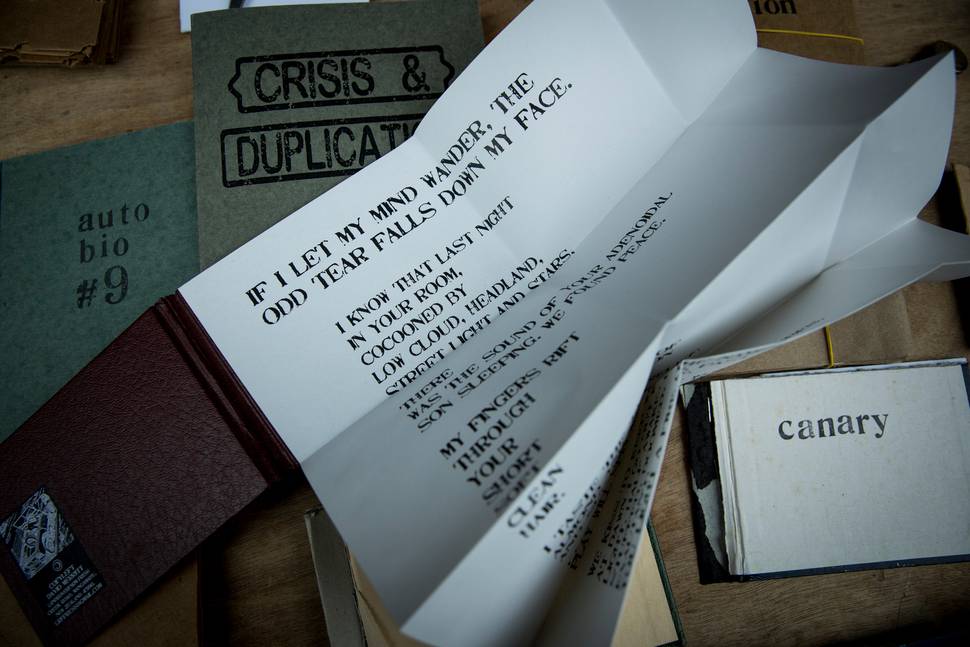 CRISIS &
DUPLICATI
auto
bio
#9
IF I LET MY MIND WANDER, THE
ODD TEAR FALLS DOWN MY FACE.
I KNOW THAT LAST NIGHT
IN YOUR ROOM,
COCOONED BY
LOW CLOUD, HEADLAND,
STREET LIGHT AND STARS.
THERE
WAS THE SOUND OF YOUR ADENOIDAL
SON SLEEPING. WE FOUND PEACE.
MY FINGERS RIFT
THROUGH
YOUR
SHORT
CLEAN
HAIR.
canary
ion